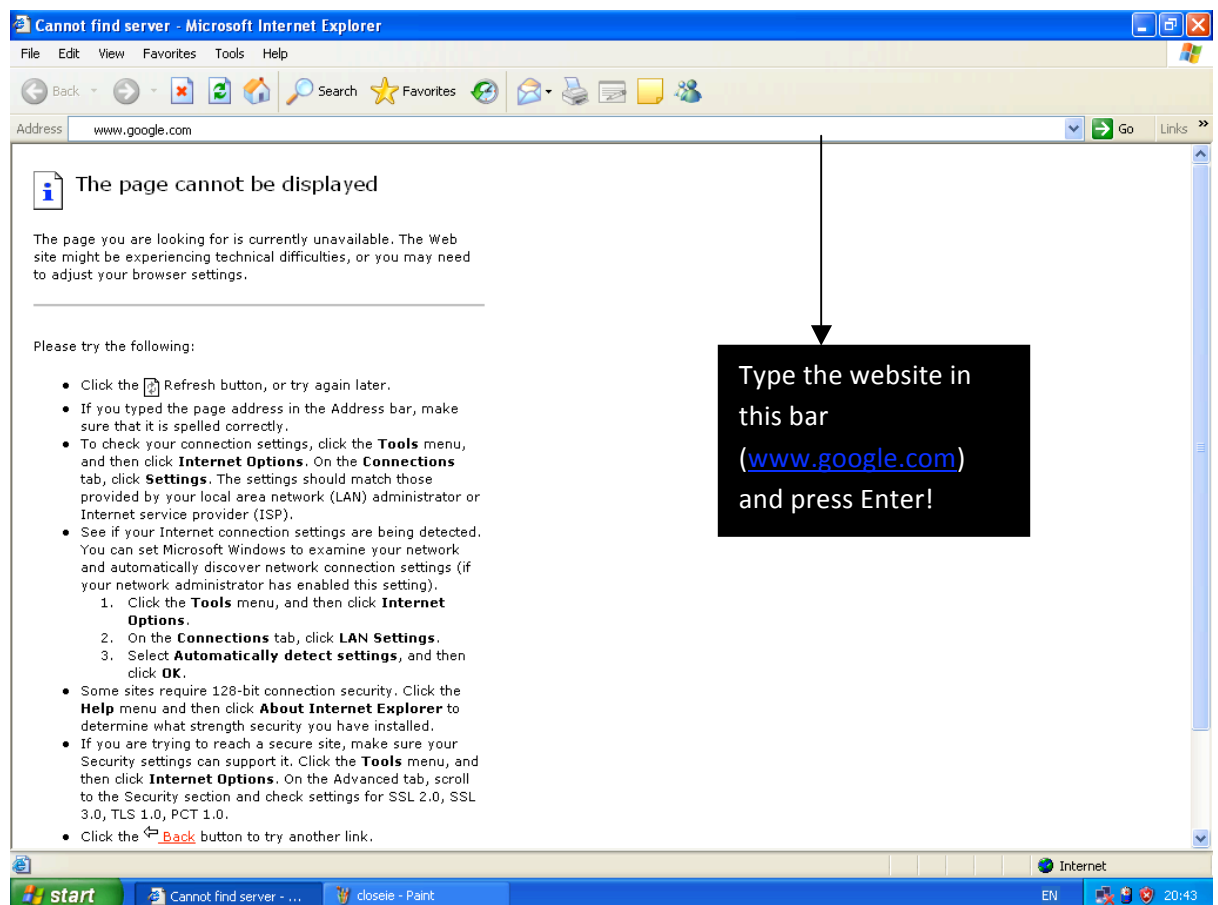 Cannot find server - Microsoft Internet Explorer
File Edit View Favorites Tools Help
Back Search Favorites
Address www.google.com Go Links »
The page cannot be displayed
The page you are looking for is currently unavailable. The Web
site might be experiencing technical difficulties, or you may need
to adjust your browser settings.
Please try the following:
• Click the Refresh button, or try again later.
• If you typed the page address in the Address bar, make
sure that it is spelled correctly.
• To check your connection settings, click the Tools menu,
and then click Internet Options. On the Connections
tab, click Settings. The settings should match those
provided by your local area network (LAN) administrator or
Internet service provider (ISP).
• See if your Internet connection settings are being detected.
You can set Microsoft Windows to examine your network
and automatically discover network connection settings (if
your network administrator has enabled this setting).
1. Click the Tools menu, and then click Internet
Options.
2. On the Connections tab, click LAN Settings.
3. Select Automatically detect settings, and then
click OK.
• Some sites require 128-bit connection security. Click the
Help menu and then click About Internet Explorer to
determine what strength security you have installed.
• If you are trying to reach a secure site, make sure your
Security settings can support it. Click the Tools menu, and
then click Internet Options. On the Advanced tab, scroll
to the Security section and check settings for SSL 2.0, SSL
3.0, TLS 1.0, PCT 1.0.
• Click the Back button to try another link.
Type the website in
this bar
(www.google.com)
and press Enter!
Internet
start Cannot find server - ... closeie - Paint EN 20:43